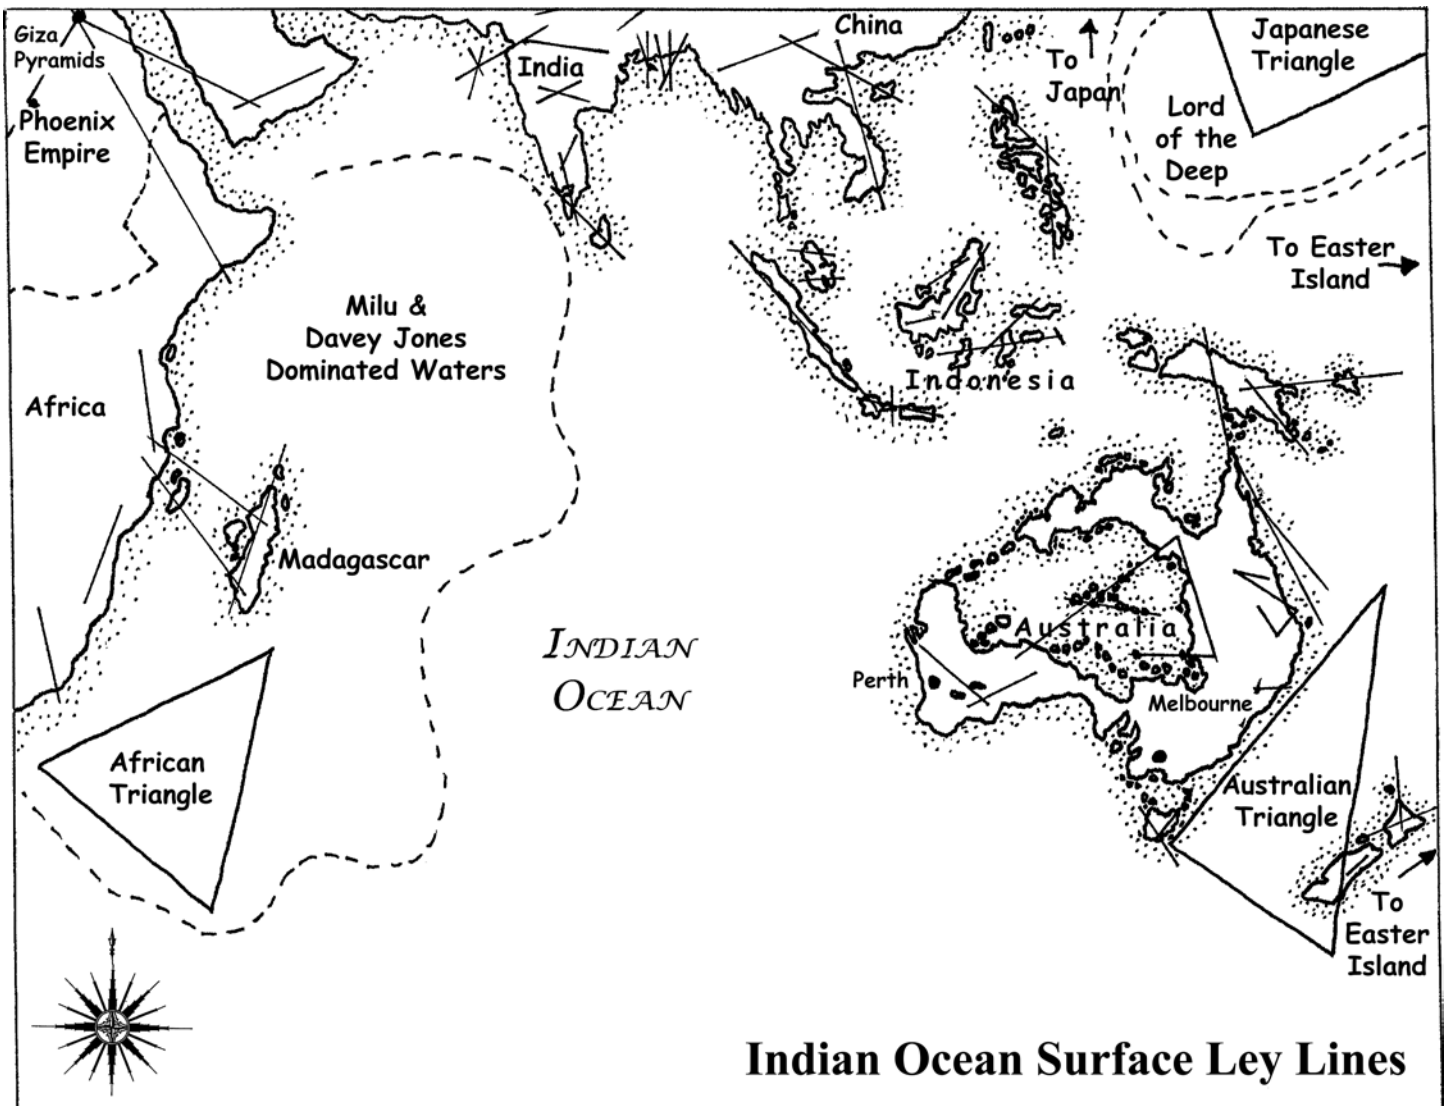 Giza
Pyramids
Phoenix
Empire
India
China
To
Japan
Japanese
Triangle
Lord
of the
Deep
To Easter
Island
Milu &
Davey Jones
Dominated Waters
Indonesia
Africa
Madagascar
INDIAN
OCEAN
Australia
Perth
Melbourne
African
Triangle
Australian
Triangle
To
Easter
Island
Indian Ocean Surface Ley Lines